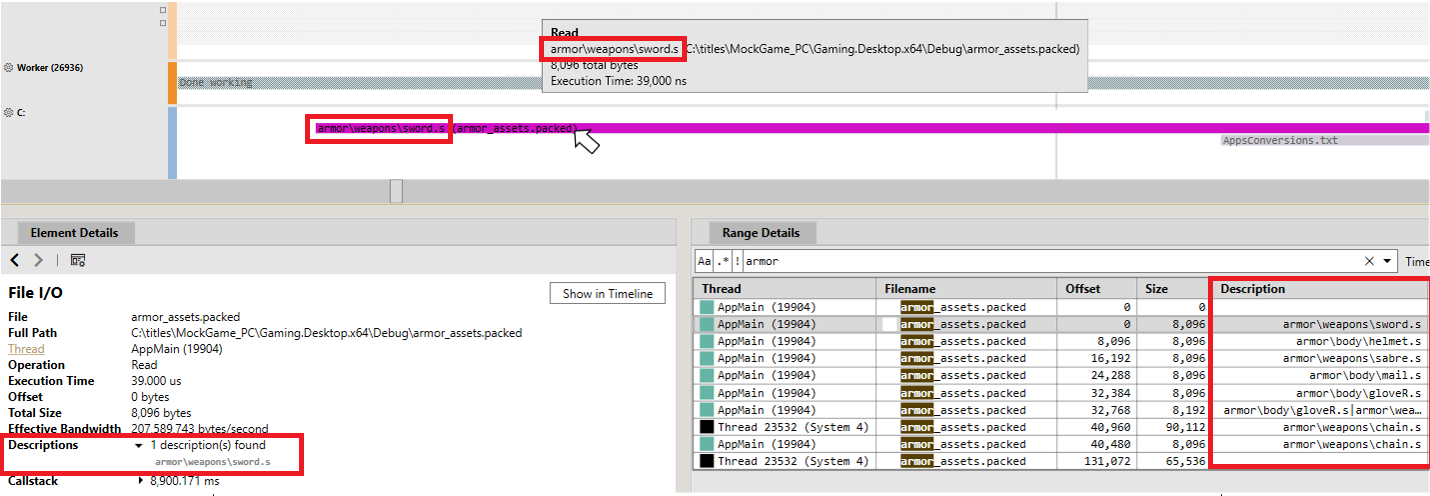 Read
armor\weapons\sword.s (C:\titles\MockGame_PC\Gaming.Desktop.x64\Debug\armor_assets.packed)
8,096 total bytes
Execution Time: 39,000 ns
Worker (26936)
Done working
C:
armor\weapons\sword.s (armor_assets.packed)
AppsConversions.txt
Element Details
File I/O
Show in Timeline
File armor_assets.packed
Full Path C:\titles\MockGame_PC\Gaming.Desktop.x64\Debug\armor_assets.packed
Thread AppMain (19904)
Operation Read
Execution Time 39.000 us
Offset 0 bytes
Total Size 8,096 bytes
Effective Bandwidth 207,589,743 bytes/second
Descriptions 1 description(s) found
armor\weapons\sword.s
Callstack 8,900.171 ms
Range Details
Aa .* ! armor Time
Thread Filename Offset Size Description
AppMain (19904) armor_assets.packed 0 0
AppMain (19904) armor_assets.packed 0 8,096 armor\weapons\sword.s
AppMain (19904) armor_assets.packed 8,096 8,096 armor\body\helmet.s
AppMain (19904) armor_assets.packed 16,192 8,096 armor\weapons\sabre.s
AppMain (19904) armor_assets.packed 24,288 8,096 armor\body\mail.s
AppMain (19904) armor_assets.packed 32,384 8,096 armor\body\gloveR.s
AppMain (19904) armor_assets.packed 32,768 8,192 armor\body\gloveR.s|armor\wea...
Thread 23532 (System 4) armor_assets.packed 40,960 90,112 armor\weapons\chain.s
AppMain (19904) armor_assets.packed 40,480 8,096 armor\weapons\chain.s
Thread 23532 (System 4) armor_assets.packed 131,072 65,536